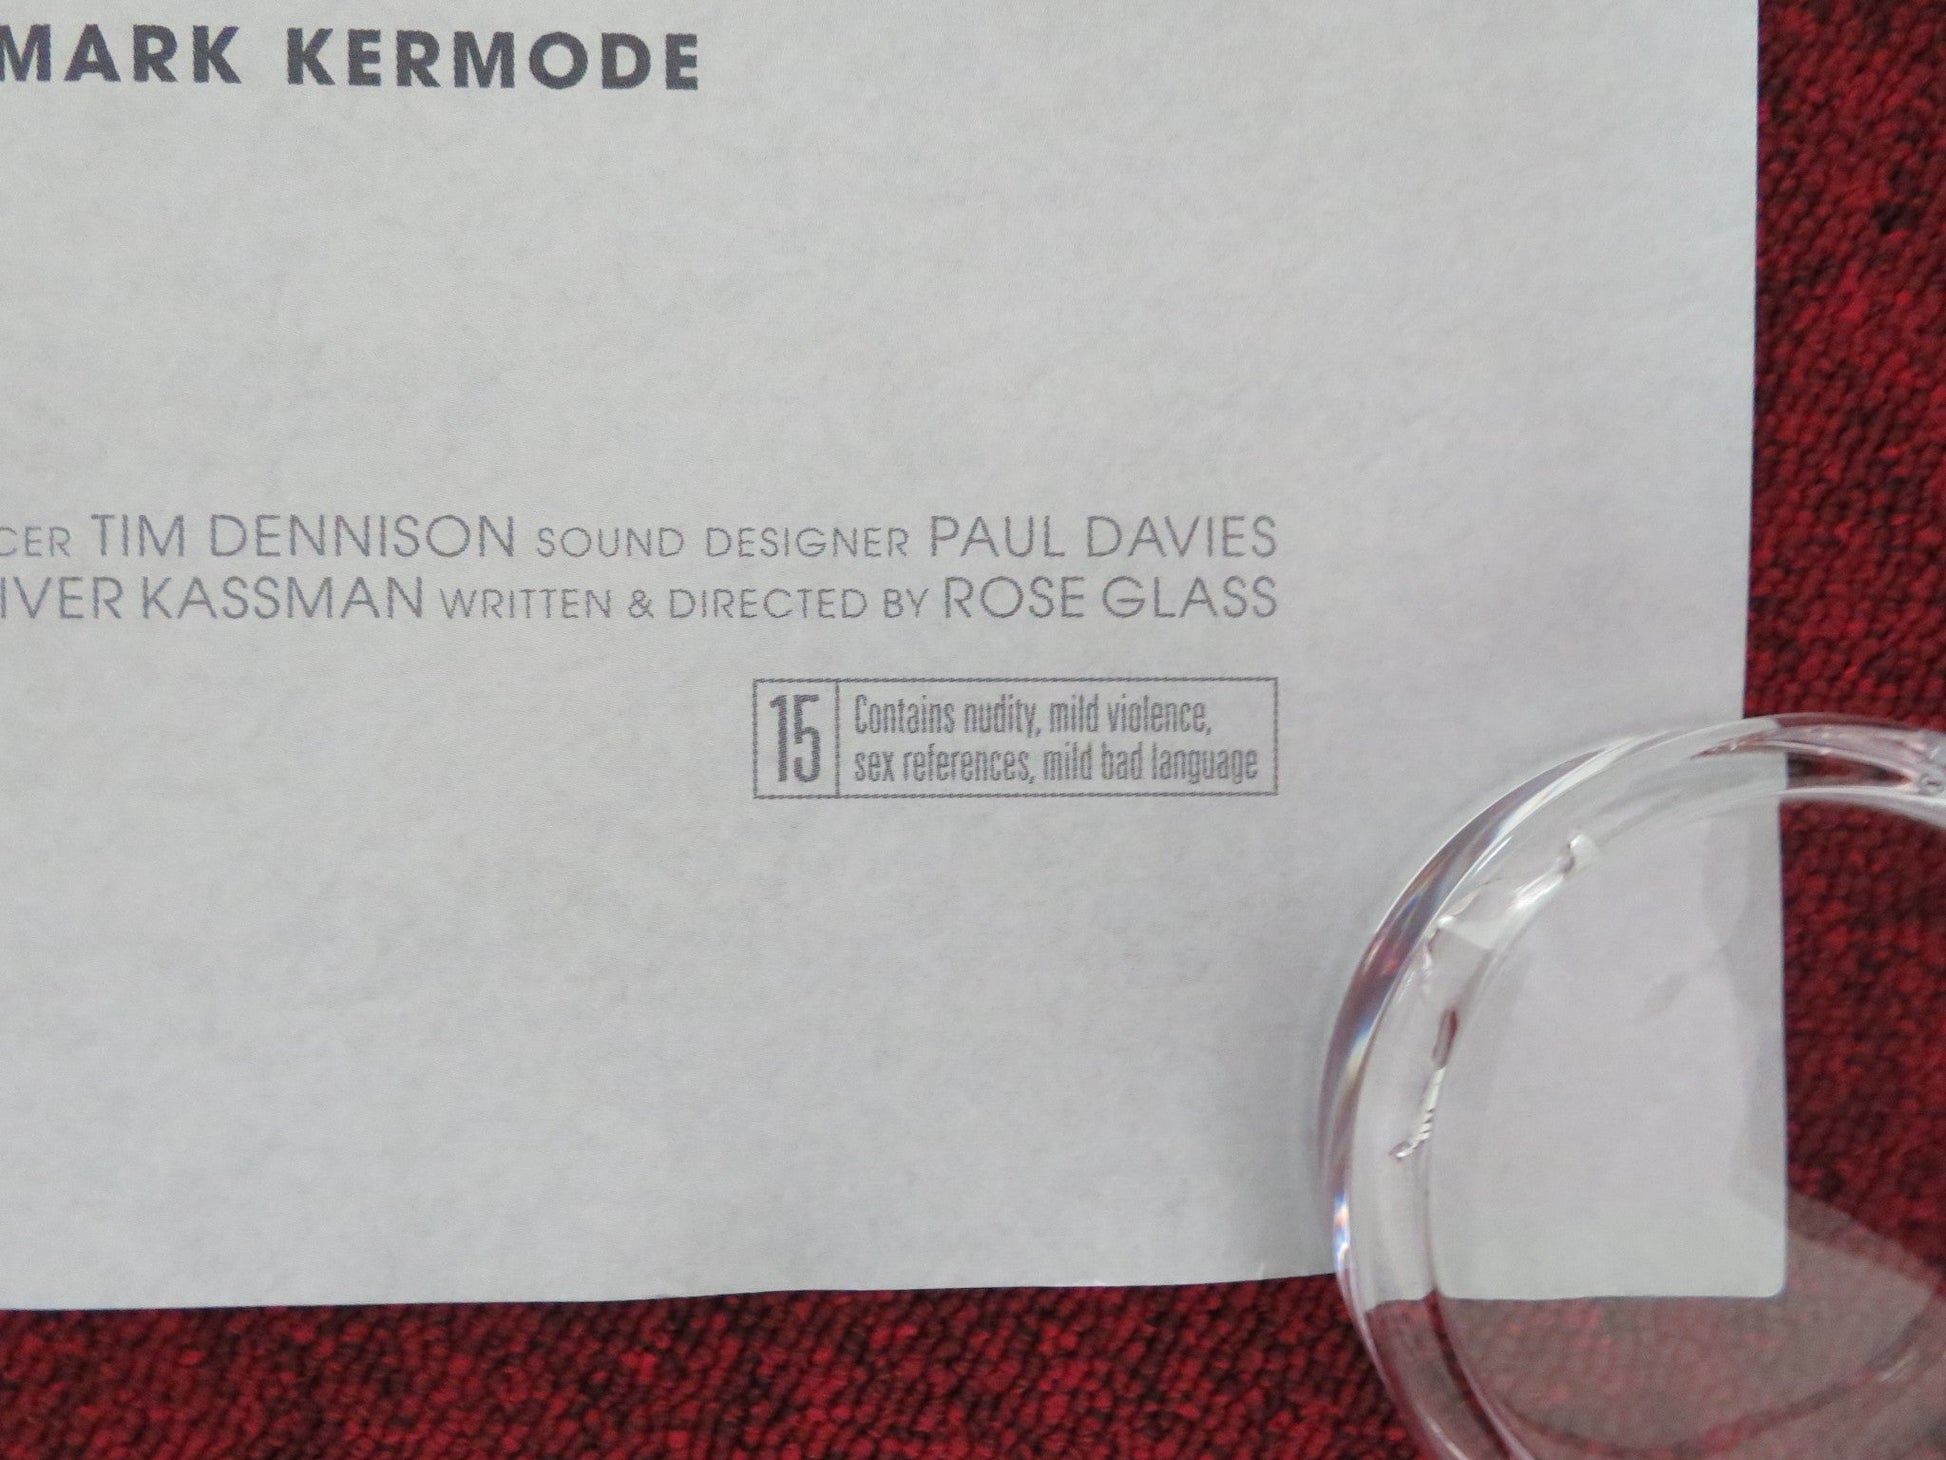 MARK KERMODE
CER TIM DENNISON SOUND DESIGNER PAUL DAVIES
IVER KASSMAN WRITTEN & DIRECTED BY ROSE GLASS
15 Contains nudity, mild violence,
sex references, mild bad language